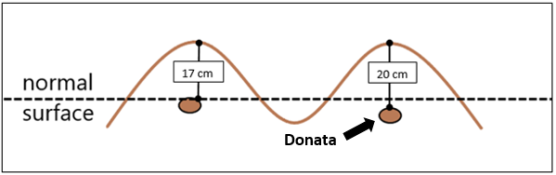 17 cm
20 cm
normal
surface
Donata